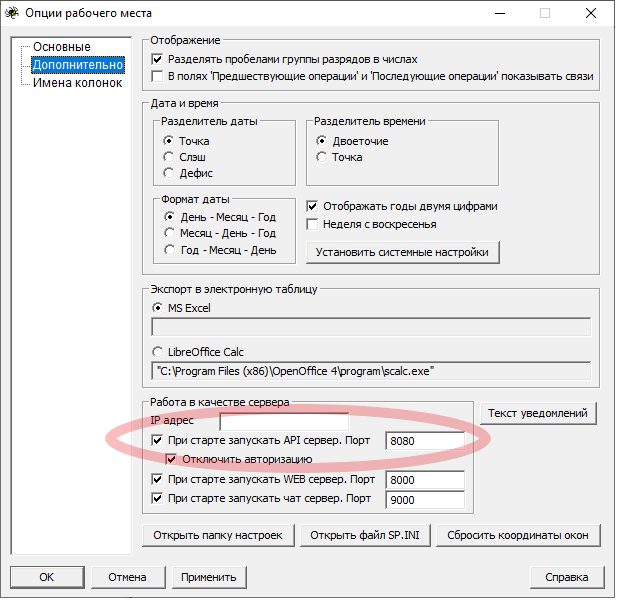 Опции рабочего места
Основные
Дополнительно
Имена колонок
Отображение
Разделять пробелами группы разрядов в числах
В полях 'Предшествующие операции' и 'Последующие операции' показывать связи
Дата и время
Разделитель даты
Точка
Слэш
Дефис
Разделитель времени
Двоеточие
Точка
Формат даты
День - Месяц - Год
Месяц - День - Год
Год - Месяц - День
Отображать годы двумя цифрами
Неделя с воскресенья
Установить системные настройки
Экспорт в электронную таблицу
MS Excel
LibreOffice Calc
"C:\Program Files (x86)\OpenOffice 4\program\scalc.exe"
Работа в качестве сервера
IP адрес
При старте запускать API сервер. Порт 8080
Отключить авторизацию
При старте запускать WEB сервер. Порт 8000
При старте запускать чат сервер. Порт 9000
Текст уведомлений
Открыть папку настроек Открыть файл SP.INI Сбросить координаты окон
OK Отмена Применить Справка